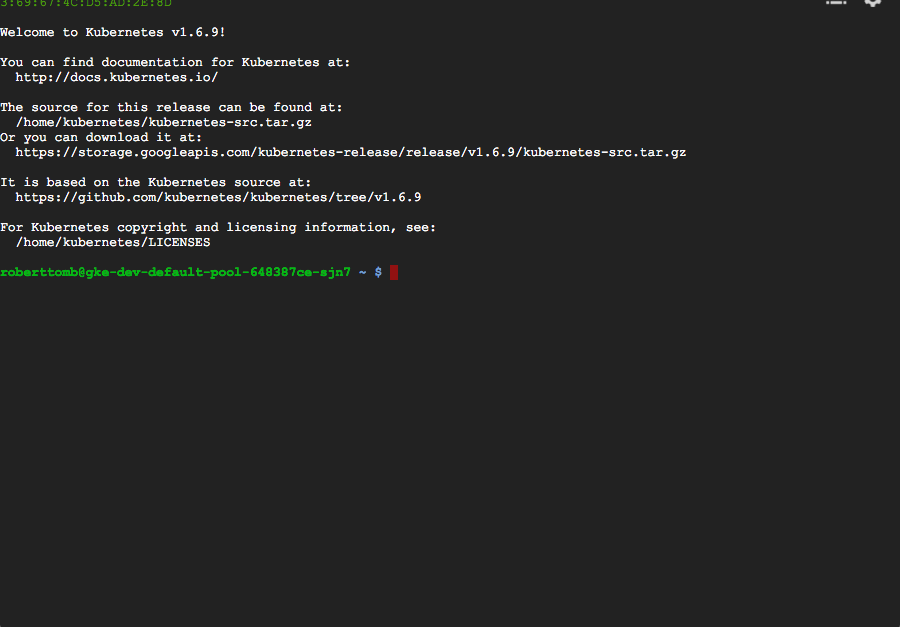 3:69:67:4C:D5:AD:2E:8D
Welcome to Kubernetes v1.6.9!
You can find documentation for Kubernetes at:
http://docs.kubernetes.io/
The source for this release can be found at:
/home/kubernetes/kubernetes-src.tar.gz
Or you can download it at:
https://storage.googleapis.com/kubernetes-release/release/v1.6.9/kubernetes-src.tar.gz
It is based on the Kubernetes source at:
https://github.com/kubernetes/kubernetes/tree/v1.6.9
For Kubernetes copyright and licensing information, see:
/home/kubernetes/LICENSES
roberttomb@gke-dev-default-pool-648387ce-sjn7 ~ $